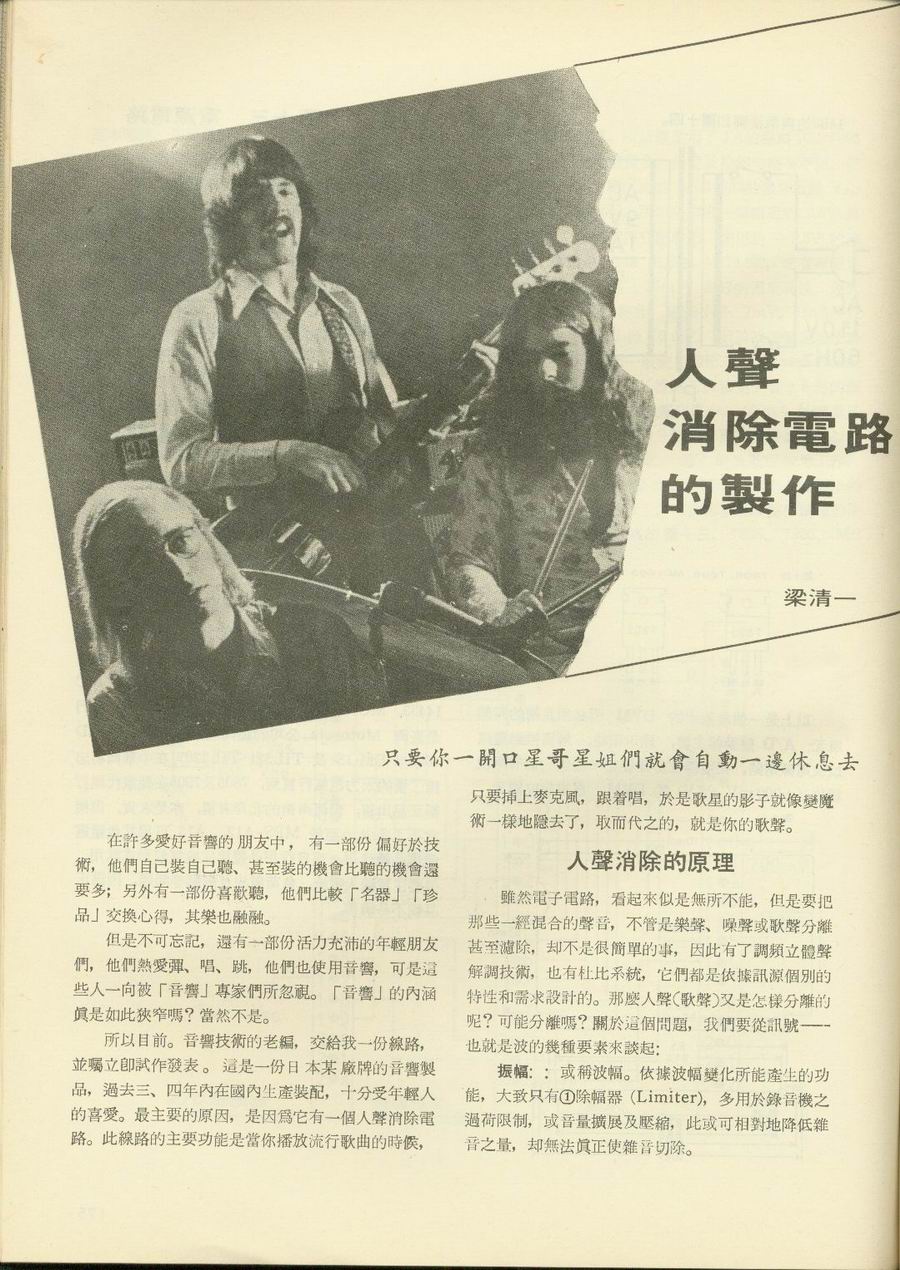 人聲
消除電路
的製作
梁清一
只要你一開口星哥星姐們就會自動一邊休息去
在許多愛好音響的朋友中，有一部份偏好於技
術，他們自己裝自己聽、甚至裝的機會比聽的機會還
要多；另外有一部份喜歡聽，他們比較「名器」「珍
品」交換心得，其樂也融融。
但是不可忘記，還有一部份活力充沛的年輕朋友
們，他們熱愛彈、唱、跳，他們也使用音響，可是這
些人一向被「音響」專家們所忽視。「音響」的內涵
眞是如此狹窄嗎？當然不是。
所以目前。音響技術的老編，交給我一份線路，
並囑立卽試作發表。這是一份日本某廠牌的音響製
品，過去三、四年內在國內生產裝配，十分受年輕人
的喜愛。最主要的原因，是因爲它有一個人聲消除電
路。此線路的主要功能是當你播放流行歌曲的時候，
只要揷上麥克風，跟着唱，於是歌星的影子就像變魔
術一樣地隱去了，取而代之的，就是你的歌聲。
人聲消除的原理
雖然電子電路，看起來似是無所不能，但是要把
那些一經混合的聲音，不管是樂聲、噪聲或歌聲分離
甚至濾除，却不是很簡單的事，因此有了調頻立體聲
解調技術，也有杜比系統，它們都是依據訊源個別的
特性和需求設計的。那麼人聲（歌聲）又是怎樣分離的
呢？可能分離嗎？關於這個問題，我們要從訊號——
也就是波的幾種要素來談起：
振幅：：或稱波幅。依據波幅變化所能產生的功
能，大致只有①除幅器（Limiter），多用於錄音機之
過荷限制，或音量擴展及壓縮，此或可相對地降低雜
音之量，却無法眞正使雜音切除。